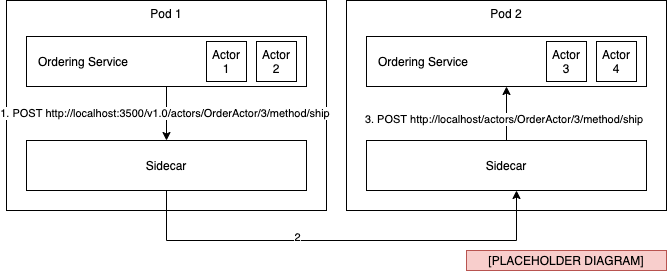 Pod 1
Ordering Service
Actor
1
Actor
2
1. POST http://localhost:3500/v1.0/actors/OrderActor/3/method/ship
Sidecar
Pod 2
Ordering Service
Actor
3
Actor
4
3. POST http://localhost/actors/OrderActor/3/method/ship
Sidecar
2
[PLACEHOLDER DIAGRAM]